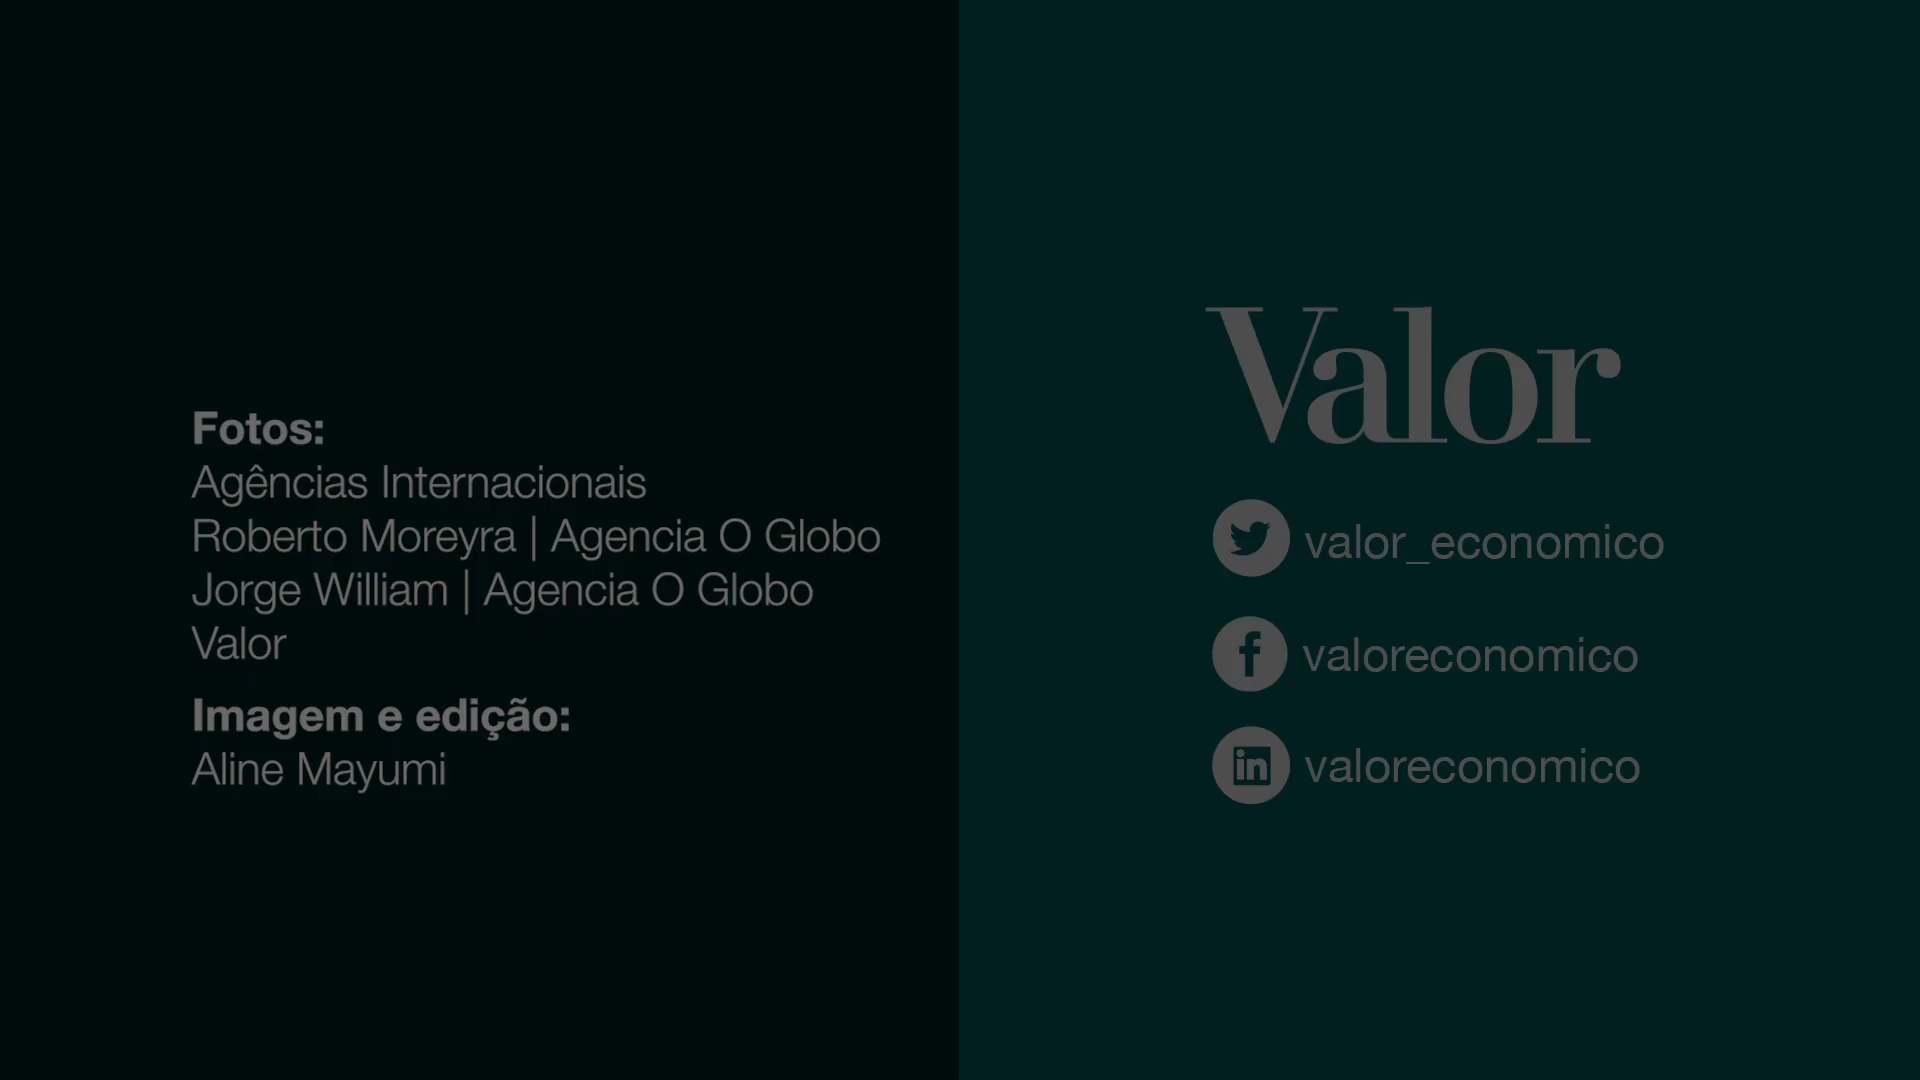 Fotos:
Agências Internacionais
Roberto Moreyra | Agencia O Globo
Jorge William | Agencia O Globo
Valor
Imagem e edição:
Aline Mayumi
Valor
valor_economico
valoreconomico
valoreconomico